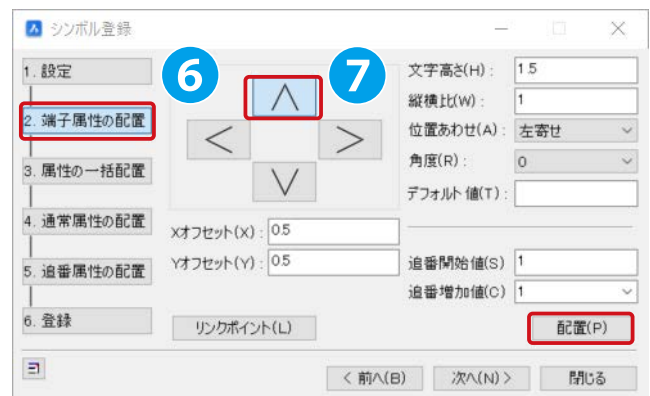 シンボル登録
1. 設定
2. 端子属性の配置
3. 属性の一括配置
4. 通常属性の配置
5. 追番属性の配置
6. 登録
6
7
Xオフセット(X) : 0.5
Yオフセット(Y) : 0.5
リンクポイント(L)
文字高さ(H) : 1.5
縦横比(W) : 1
位置あわせ(A) : 左寄せ
角度(R) : 0
デフォルト値(T) :
追番開始値(S) 1
追番増加値(C) 1
配置(P)
< 前へ(B)
次へ(N) >
閉じる